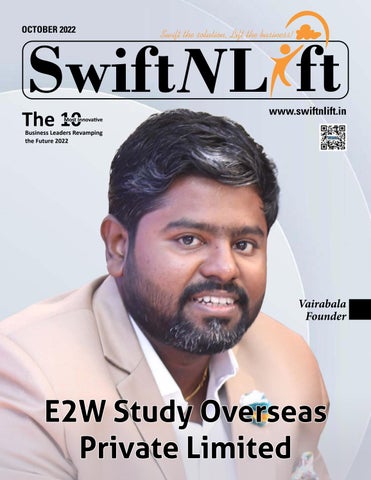 OCTOBER 2022
Swift the solution, Lift the business!
SwiftNLift
www.swiftnlift.in
The 10 Most Innovative
Business Leaders Revamping
the Future 2022
Vairabala
Founder
E2W Study Overseas
Private Limited